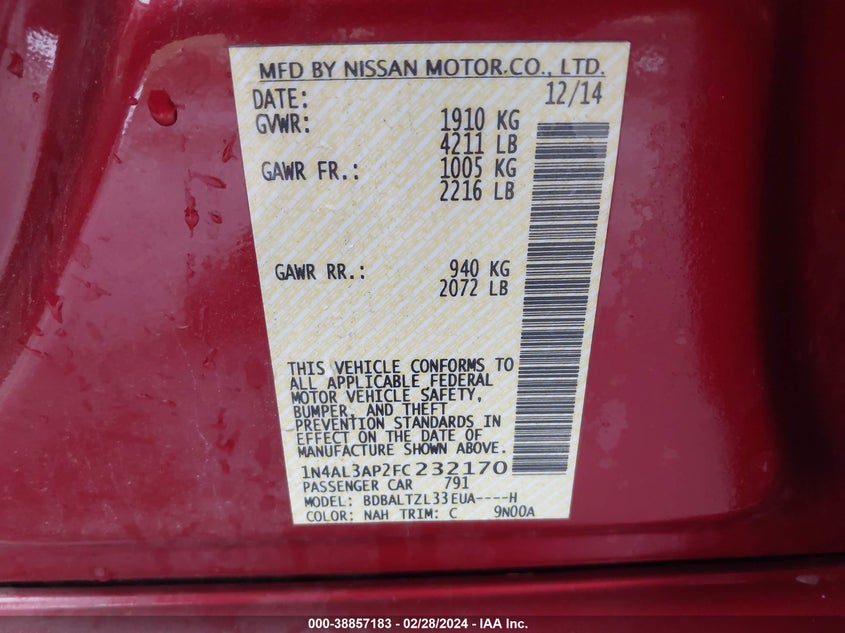 MFD BY NISSAN MOTOR CO., LTD.
DATE: 12/14
GVWR: 1910 KG
4211 LB
GAWR FR.: 1005 KG
2216 LB
GAWR RR.: 940 KG
2072 LB
THIS VEHICLE CONFORMS TO
ALL APPLICABLE FEDERAL
MOTOR VEHICLE SAFETY,
BUMPER, AND THEFT
PREVENTION STANDARDS IN
EFFECT ON THE DATE OF
MANUFACTURE SHOWN ABOVE.
1N4AL3AP2FC232170
PASSENGER CAR 791
MODEL: BDBALTZL33EUA----H
COLOR: NAH TRIM: C 9N00A
000-38857183 - 02/28/2024 - IAA Inc.